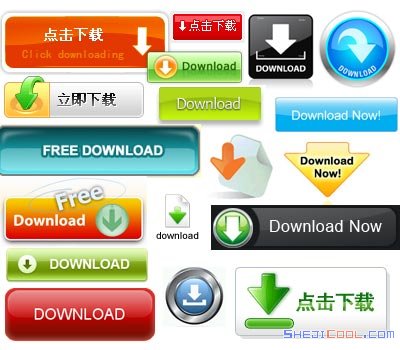 点击下载
Click downloading
点击下载
Download
DOWNLOAD
DOWNLOAD
立即下载
Download
Download Now!
FREE DOWNLOAD
Download
Now!
Free
Download
download
Download Now
DOWNLOAD
DOWNLOAD
点击下载
SHEJICOOL.COM